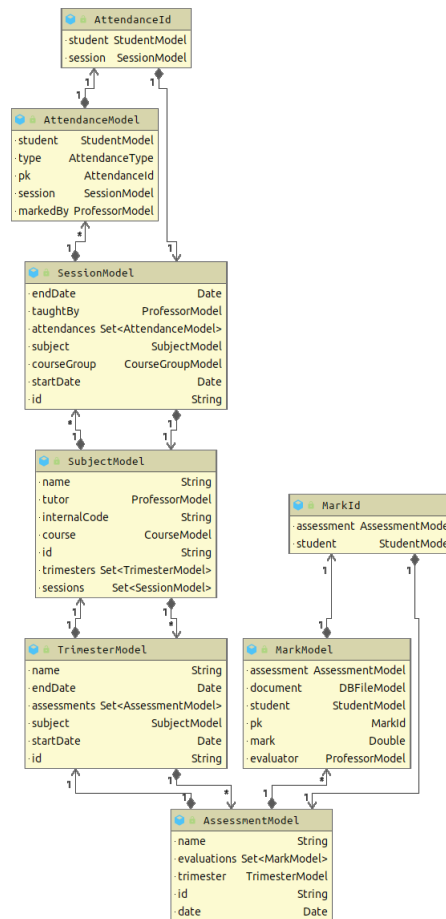 AttendanceId
student StudentModel
session SessionModel
1 1
AttendanceModel
student StudentModel
type AttendanceType
pk AttendanceId
session SessionModel
markedBy ProfessorModel
* 1
1 1
SessionModel
endDate Date
taughtBy ProfessorModel
attendances Set<AttendanceModel>
subject SubjectModel
courseGroup CourseGroupModel
startDate Date
id String
* 1
1 1
SubjectModel
name String
tutor ProfessorModel
internalCode String
course CourseModel
id String
trimesters Set<TrimesterModel>
sessions Set<SessionModel>
MarkId
assessment AssessmentMode
student StudentMode
1 1
1 *
1 1
1
TrimesterModel
name String
endDate Date
assessments Set<AssessmentModel>
subject SubjectModel
startDate Date
id String
MarkModel
assessment AssessmentModel
document DBFileModel
student StudentModel
pk MarkId
mark Double
evaluator ProfessorModel
1 1 *
1 * 1 1
AssessmentModel
name String
evaluations Set<MarkModel>
trimester TrimesterModel
id String
date Date